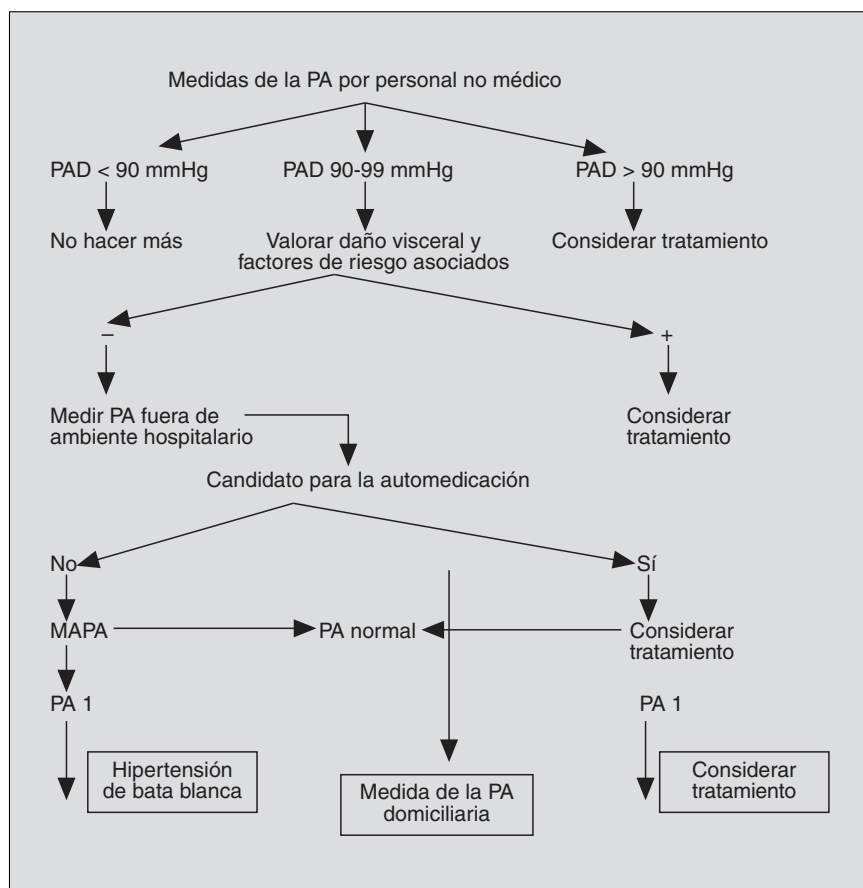 Medidas de la PA por personal no médico
PAD < 90 mmHg
PAD 90-99 mmHg
PAD > 90 mmHg
No hacer más
Valorar daño visceral y
factores de riesgo asociados
Considerar tratamiento
–
+
Medir PA fuera de
ambiente hospitalario
Considerar
tratamiento
Candidato para la automedicación
No
Sí
MAPA
PA normal
Considerar
tratamiento
PA 1
PA 1
Hipertensión
de bata blanca
Medida de la PA
domiciliaria
Considerar
tratamiento